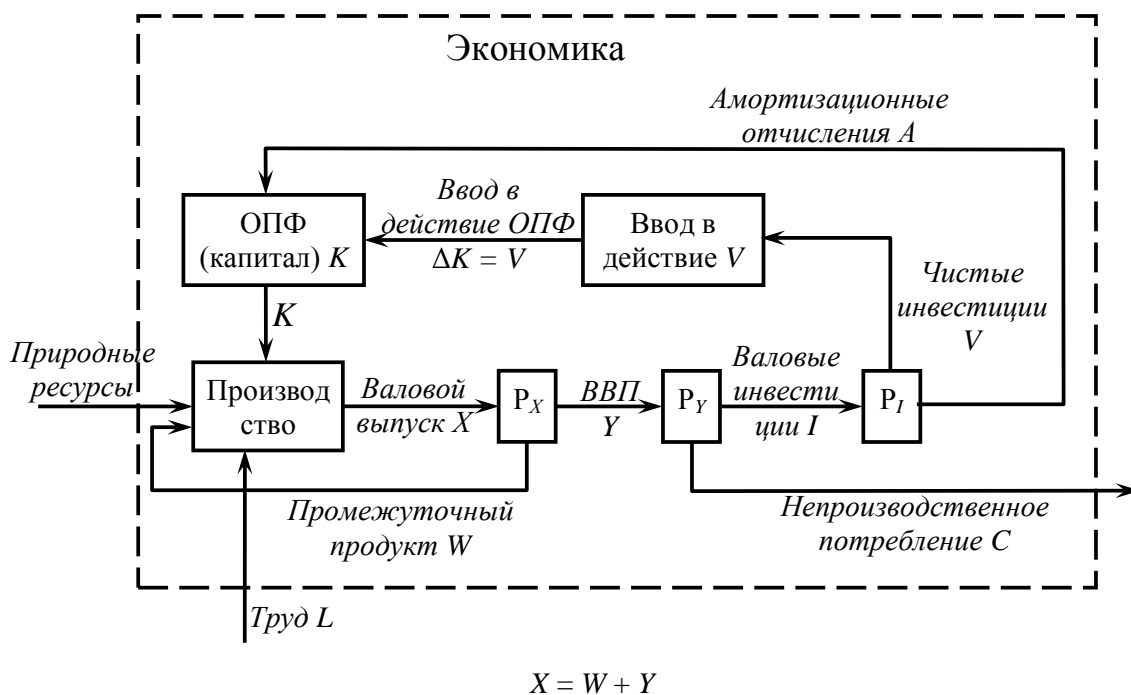 Экономика
Амортизационные
отчисления A
Ввод в
действие ОПФ
ΔK = V
ОПФ
(капитал) K
Ввод в
действие V
Чистые
инвестиции
V
K
Природные
ресурсы
Производ
ство
Валовой
выпуск X
P_X
ВВП
Y
P_Y
Валовые
инвести
ции I
P_I
Промежуточный
продукт W
Непроизводственное
потребление C
Труд L
X = W + Y